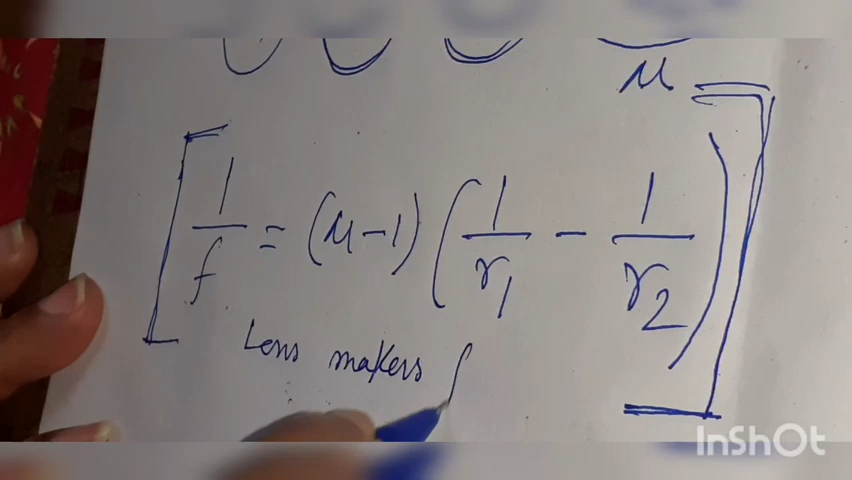 μ
1/f = (μ-1) (1/r₁ - 1/r₂)
Lens makers f
InShOt